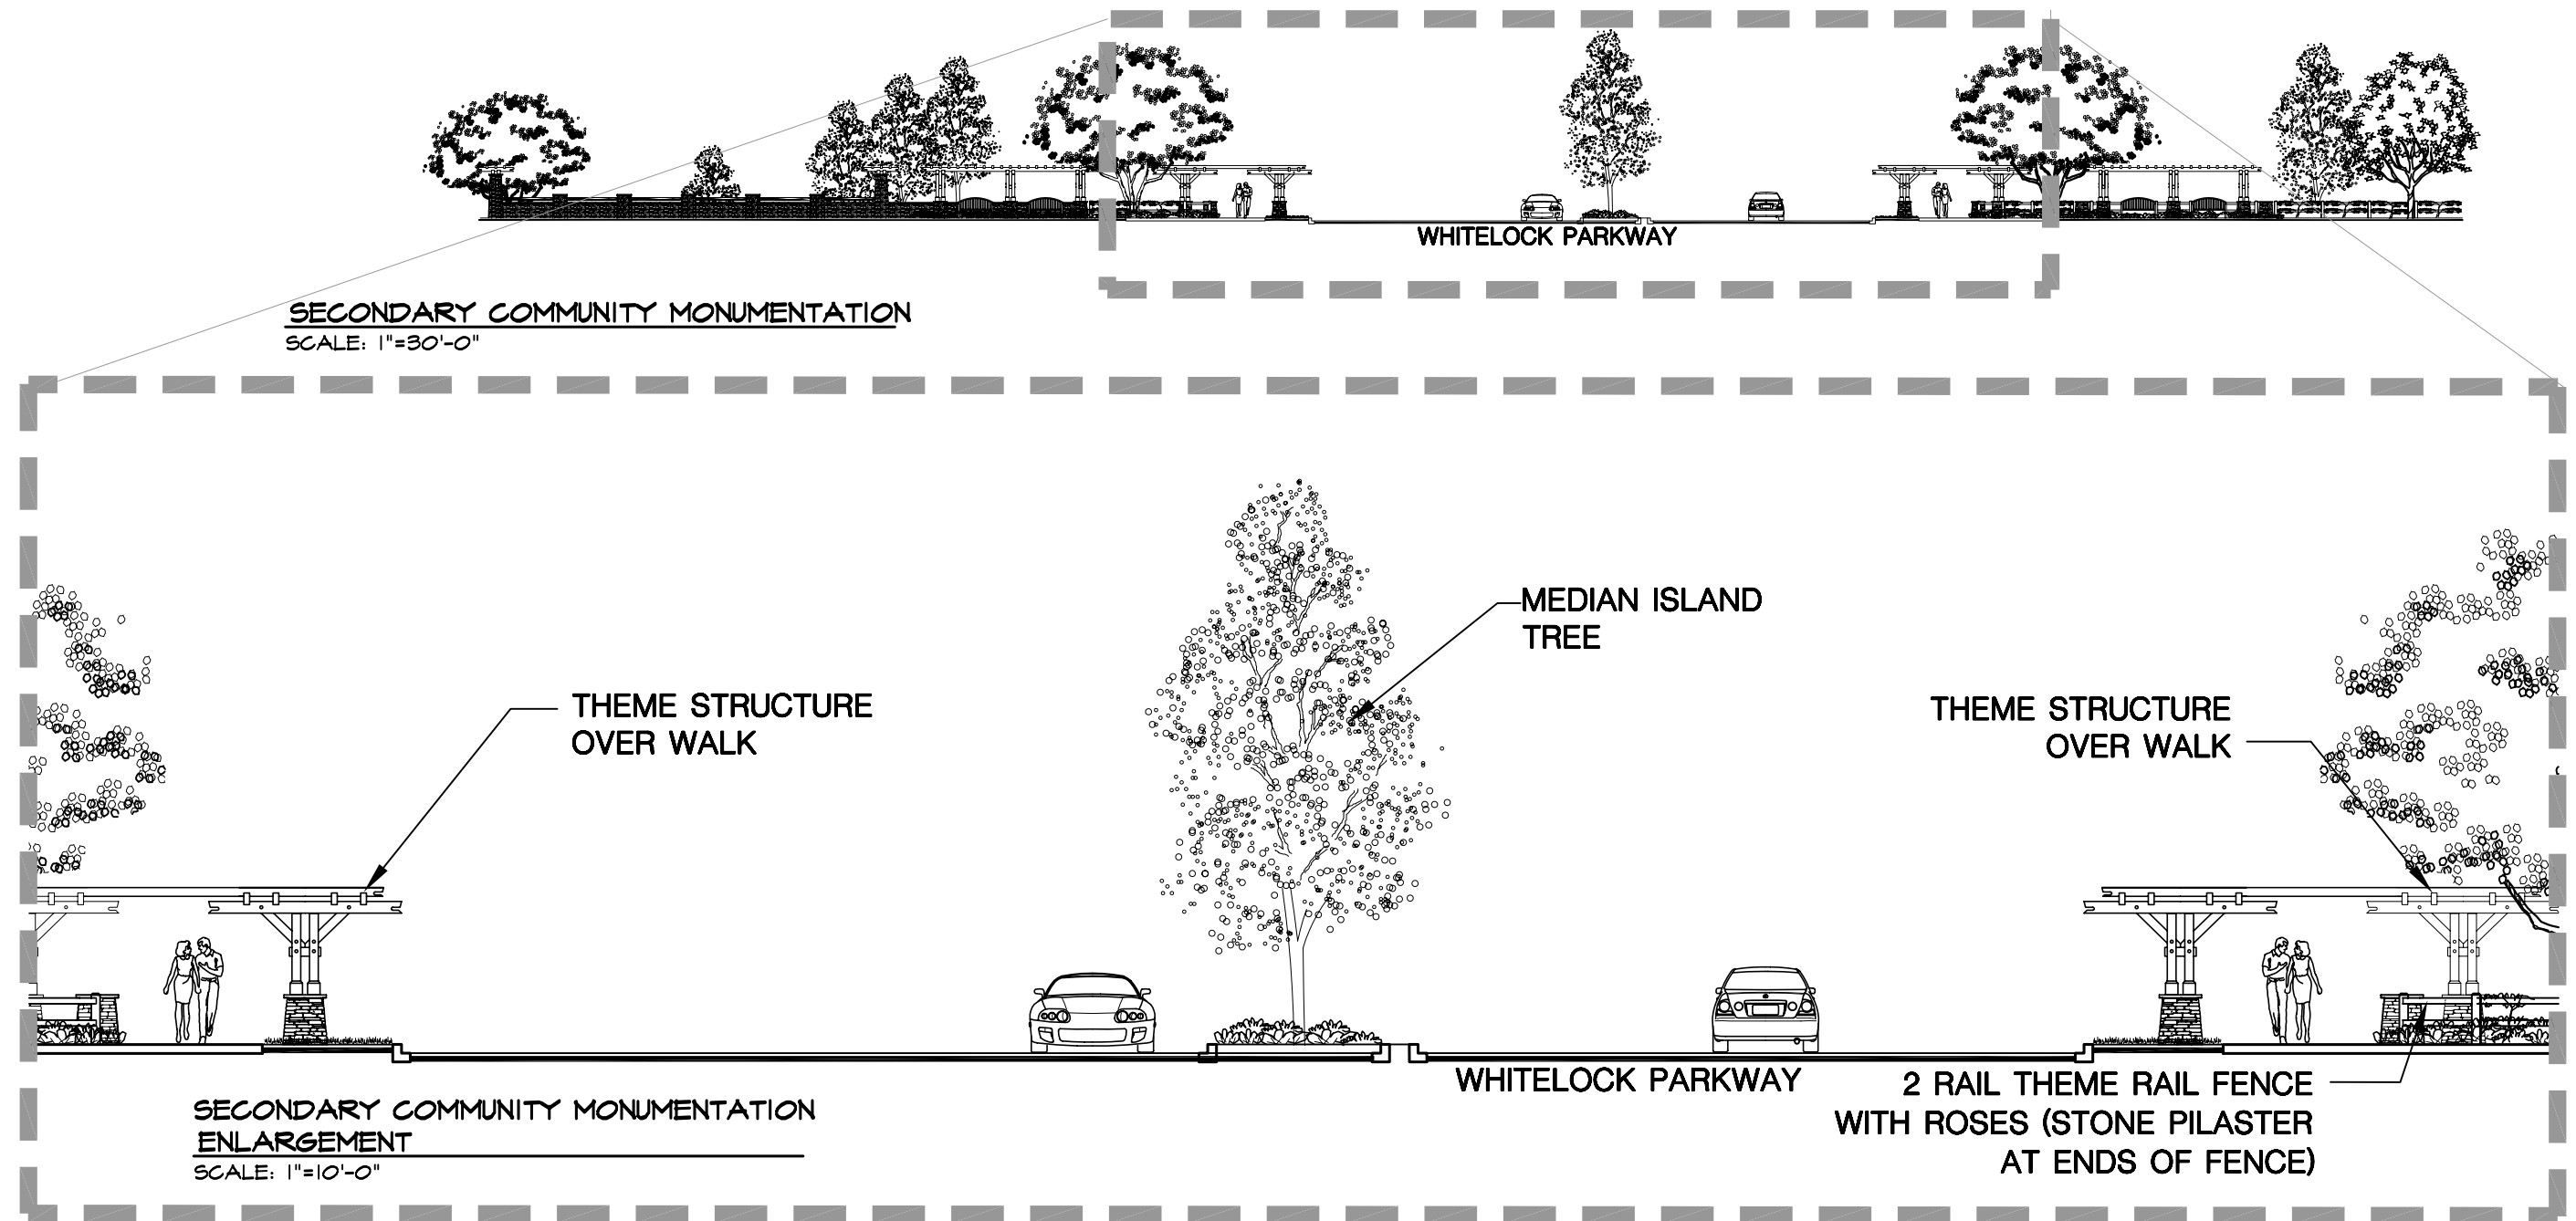 WHITELOCK PARKWAY
SECONDARY COMMUNITY MONUMENTATION
SCALE: 1"=30'-0"
MEDIAN ISLAND
TREE
THEME STRUCTURE
OVER WALK
THEME STRUCTURE
OVER WALK
WHITELOCK PARKWAY
2 RAIL THEME RAIL FENCE
WITH ROSES (STONE PILASTER
AT ENDS OF FENCE)
SECONDARY COMMUNITY MONUMENTATION
ENLARGEMENT
SCALE: 1"=10'-0"